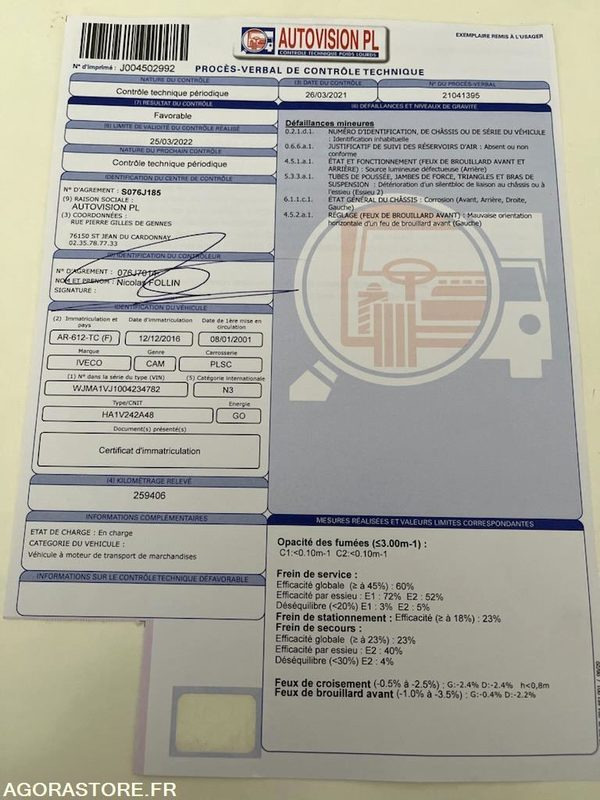 AUTOVISION PL
CONTROLE TECHNIQUE POIDS LOURDS
EXEMPLAIRE REMIS À L'USAGER
N° d'imprimé : J004502992
PROCÈS-VERBAL DE CONTRÔLE TECHNIQUE
NATURE DU CONTRÔLE
Contrôle technique périodique
(3) DATE DU CONTRÔLE
26/03/2021
N° DU PROCÈS-VERBAL
21041395
(7) RÉSULTAT DU CONTRÔLE
Favorable
(8) LIMITE DE VALIDITÉ DU CONTRÔLE RÉALISÉ
25/03/2022
NATURE DU PROCHAIN CONTRÔLE
Contrôle technique périodique
IDENTIFICATION DU CENTRE DE CONTRÔLE
N° D'AGRÉMENT : S076J185
(9) RAISON SOCIALE :
AUTOVISION PL
(3) COORDONNÉES :
RUE PIERRE GILLES DE GENNES
76150 ST JEAN DU CARDONNAY
02.35.78.77.33
IDENTIFICATION DU CONTRÔLEUR
N° D'AGRÉMENT :
NOM ET PRÉNOM : Nicolas FOLLIN
SIGNATURE :
IDENTIFICATION DU VÉHICULE
(2) Immatriculation et pays
AR-612-TC (F)
Date d'immatriculation
12/12/2016
Date de 1ère mise en circulation
08/01/2001
Marque
IVECO
Genre
CAM
Carrosserie
PLSC
(1) N° dans la série du type (VIN)
WJMA1VJ1004234782
(5) Catégorie internationale
N3
Type/CNIT
HA1V242A48
Energie
GO
Document(s) présenté(s)
Certificat d'immatriculation
(4) KILOMÉTRAGE RELEVÉ
259406
INFORMATIONS COMPLÉMENTAIRES
ETAT DE CHARGE : En charge
CATEGORIE DU VEHICULE :
Véhicule à moteur de transport de marchandises
INFORMATIONS SUR LE CONTRÔLE TECHNIQUE DÉFAVORABLE
(6) DÉFAILLANCES ET NIVEAUX DE GRAVITÉ
Défaillances mineures
0.2.1.d.1. NUMÉRO D'IDENTIFICATION, DE CHÂSSIS OU DE SÉRIE DU VÉHICULE
: Identification inhabituelle
0.6.6.a.1. JUSTIFICATIF DE SUIVI DES RÉSERVOIRS D'AIR : Absent ou non
conforme
4.5.1.a.1. ÉTAT ET FONCTIONNEMENT (FEUX DE BROUILLARD AVANT ET
ARRIÈRE) : Source lumineuse défectueuse (Arrière)
5.3.3.a.1. TUBES DE POUSSÉE, JAMBES DE FORCE, TRIANGLES ET BRAS DE
SUSPENSION : Détérioration d'un silentbloc de liaison au châssis ou à
l'essieu (Essieu 2)
6.1.1.c.1. ÉTAT GÉNÉRAL DU CHÂSSIS : Corrosion (Avant, Arrière, Droite,
Gauche)
4.5.2.a.1. RÉGLAGE (FEUX DE BROUILLARD AVANT) : Mauvaise orientation
horizontale d'un feu de brouillard avant (Gauche)
MESURES RÉALISÉES ET VALEURS LIMITES CORRESPONDANTES
Opacité des fumées (≤3.00m-1) :
C1:<0.10m-1 C2:<0.10m-1
Frein de service :
Efficacité globale (≥ à 45%) : 60%
Efficacité par essieu : E1 : 72% E2 : 52%
Déséquilibre (<20%) E1 : 3% E2 : 5%
Frein de stationnement : Efficacité (≥ à 18%) : 23%
Frein de secours :
Efficacité globale (≥ à 23%) : 23%
Efficacité par essieu : E2 : 40%
Déséquilibre (<30%) E2 : 4%
Feux de croisement (-0.5% à -2.5%) : G:-2.4% D:-2.4% h<0,8m
Feux de brouillard avant (-1.0% à -3.5%) : G:-0.4% D:-2.2%
AGORASTORE.FR